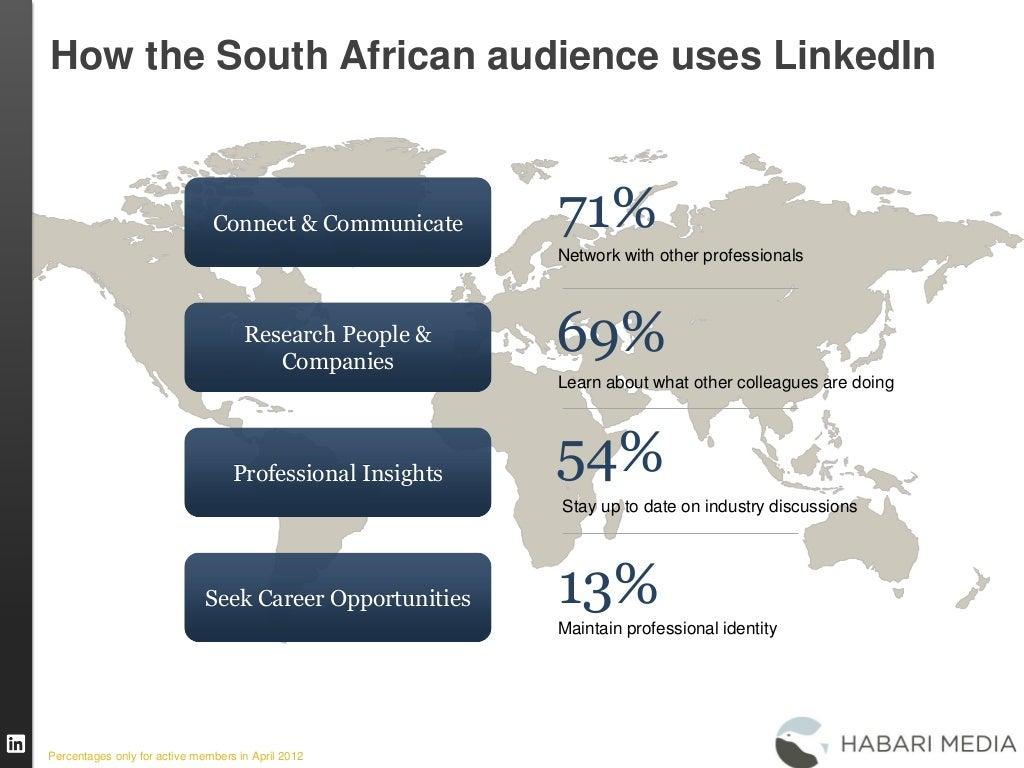 How the South African audience uses LinkedIn
Connect & Communicate
71%
Network with other professionals
Research People &
Companies
69%
Learn about what other colleagues are doing
Professional Insights
54%
Stay up to date on industry discussions
Seek Career Opportunities
13%
Maintain professional identity
in
Percentages only for active members in April 2012
HABARI MEDIA